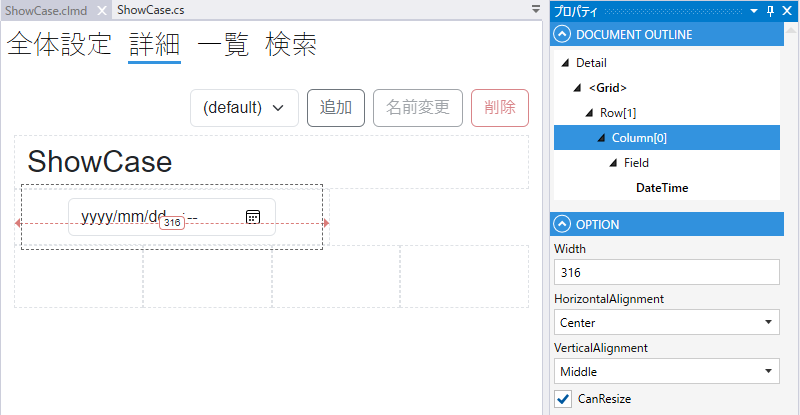 ShowCase.clmd
ShowCase.cs
全体設定 詳細 一覧 検索
(default) 追加 名前変更 削除
ShowCase
yyyy/mm/dd --:--
316
プロパティ
DOCUMENT OUTLINE
Detail
<Grid>
Row[1]
Column[0]
Field
DateTime
OPTION
Width
316
HorizontalAlignment
Center
VerticalAlignment
Middle
CanResize